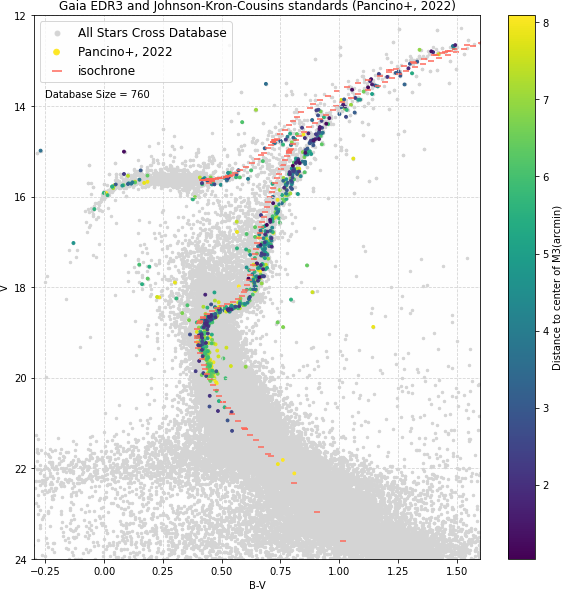 Gaia EDR3 and Johnson-Kron-Cousins standards (Pancino+, 2022)
All Stars Cross Database
Pancino+, 2022
isochrone
Database Size = 760
12
14
16
18
20
22
24
V
−0.25
0.00
0.25
0.50
0.75
1.00
1.25
1.50
B-V
8
7
6
5
4
3
2
Distance to center of M3(arcmin)